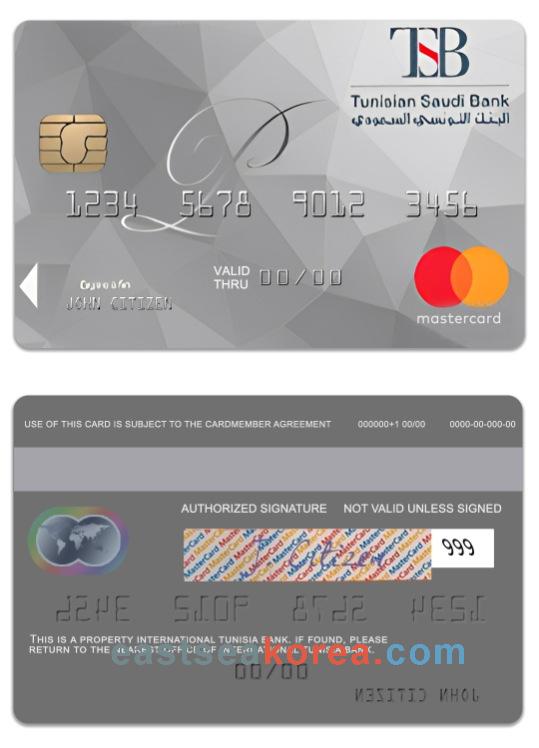 TSB
Tunisian Saudi Bank
البنك التونسي السعودي
1234 5678 9012 3456
VALID
THRU 00/00
JOHN CITIZEN
mastercard
USE OF THIS CARD IS SUBJECT TO THE CARDMEMBER AGREEMENT 000000+1 00/00 0000-00-000-00
AUTHORIZED SIGNATURE NOT VALID UNLESS SIGNED
999
THIS IS A PROPERTY INTERNATIONAL TUNISIA BANK. IF FOUND, PLEASE
RETURN TO THE NEAREST OFFICE OF INTERNATIONAL TUNISIA BANK.
eastseakorea.com
00/00
JOHN CITIZEN